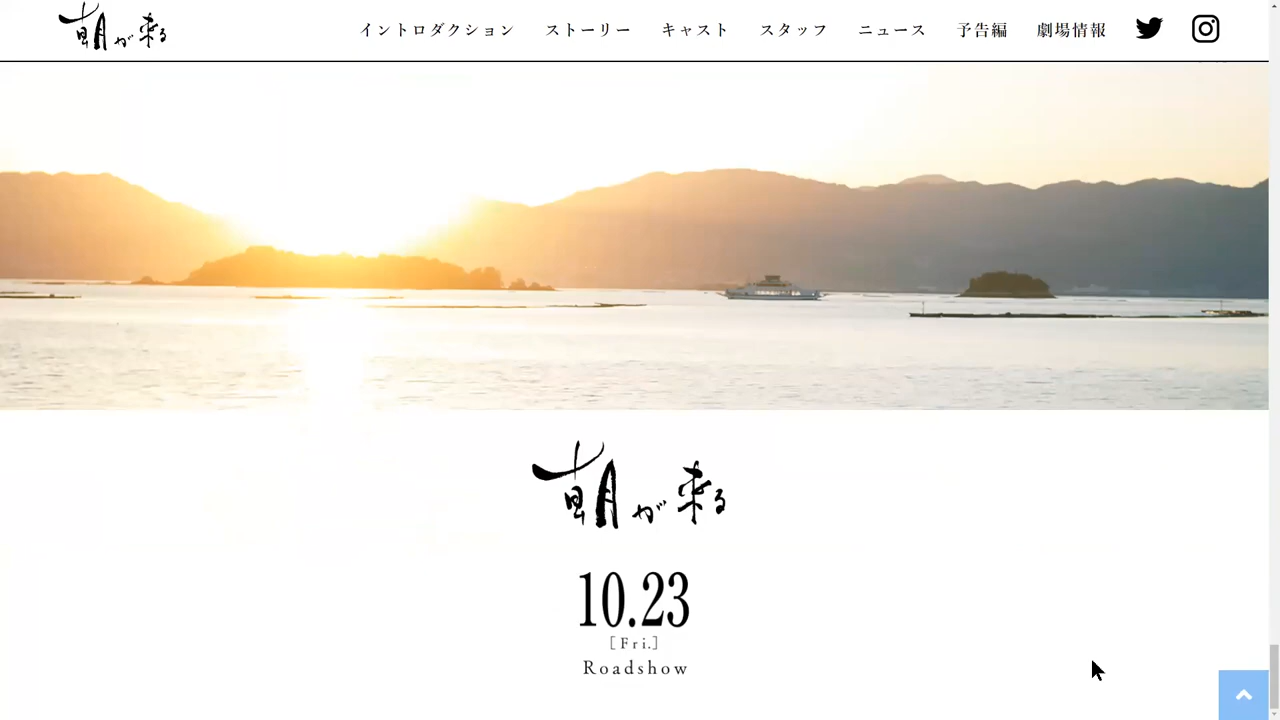 朝が来る
イントロダクション ストーリー キャスト スタッフ ニュース 予告編 劇場情報
朝が来る
10.23
[Fri.]
Roadshow